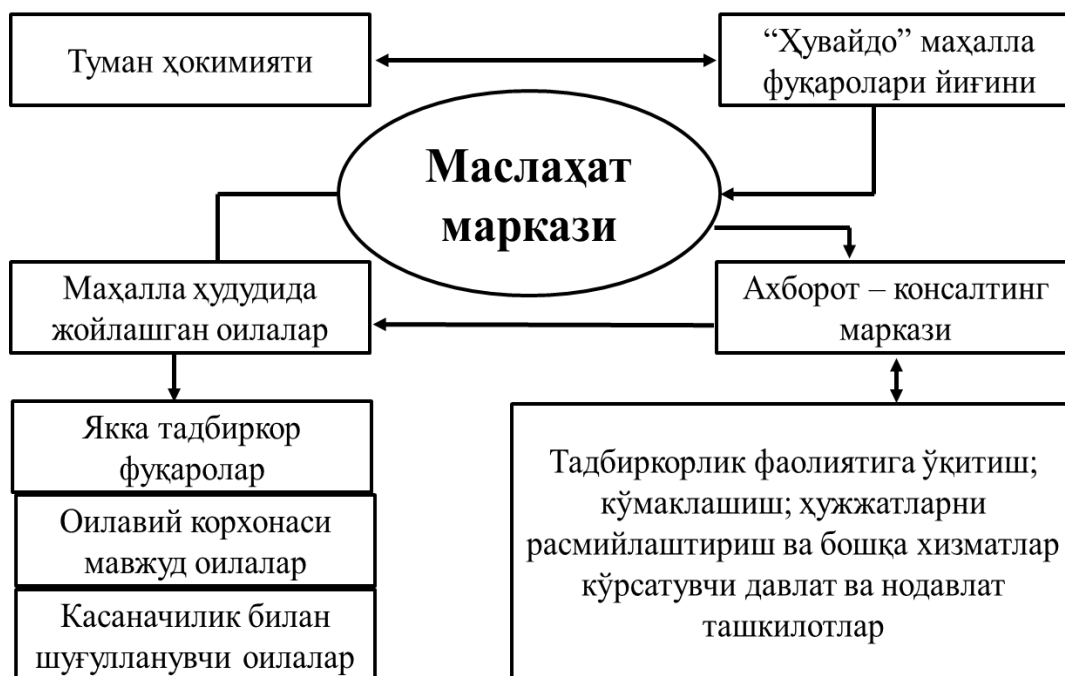 Туман ҳокимияти
“Ҳувайдо” маҳалла
фуқаролари йиғини
Маслаҳат
маркази
Маҳалла ҳудудида
жойлашган оилалар
Ахборот – консалтинг
маркази
Якка тадбиркор
фуқаролар
Оилавий корхонаси
мавжуд оилалар
Касаначилик билан
шуғулланувчи оилалар
Тадбиркорлик фаолиятига ўқитиш;
кўмаклашиш; ҳужжатларни
расмийлаштириш ва бошқа хизматлар
кўрсатувчи давлат ва нодавлат
ташкилотлар